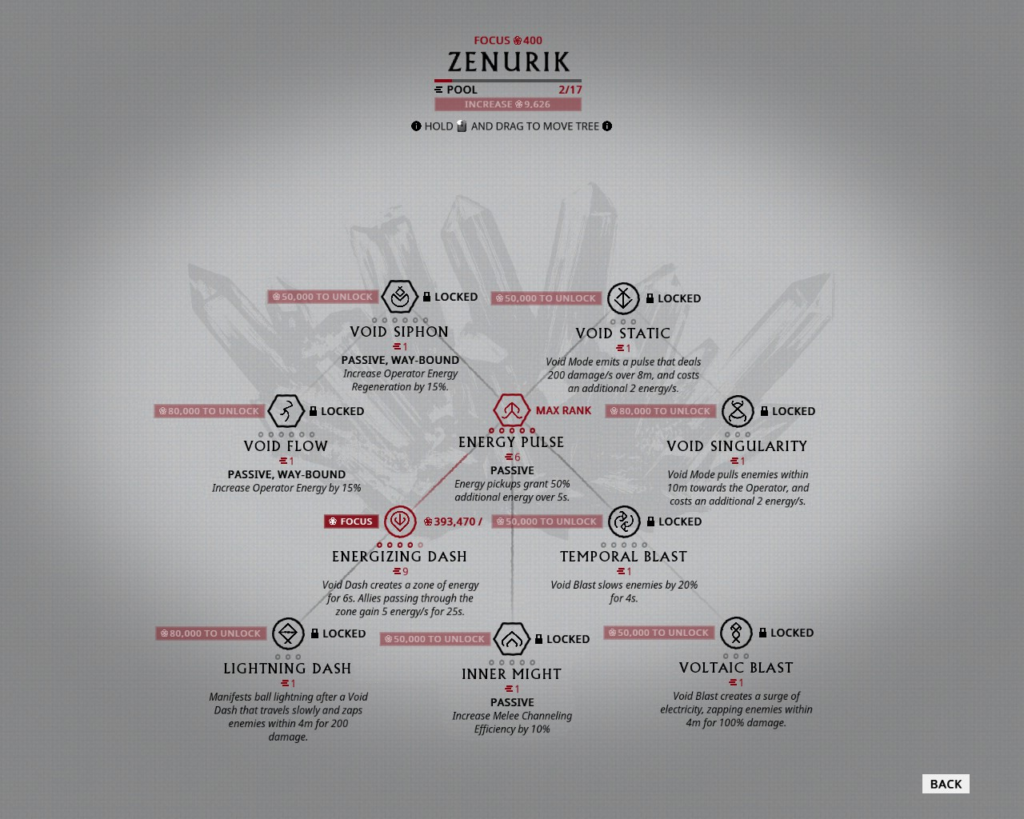 FOCUS 400
ZENURIK
POOL 2/17
INCREASE 9,626
HOLD AND DRAG TO MOVE TREE
50,000 TO UNLOCK LOCKED
VOID SIPHON
1
PASSIVE, WAY-BOUND
Increase Operator Energy
Regeneration by 15%.
50,000 TO UNLOCK LOCKED
VOID STATIC
1
Void Mode emits a pulse that deals
200 damage/s over 8m, and costs
an additional 2 energy/s.
80,000 TO UNLOCK LOCKED
VOID FLOW
1
PASSIVE, WAY-BOUND
Increase Operator Energy by 15%
MAX RANK
ENERGY PULSE
6
PASSIVE
Energy pickups grant 50%
additional energy over 5s.
80,000 TO UNLOCK LOCKED
VOID SINGULARITY
1
Void Mode pulls enemies within
10m towards the Operator, and
costs an additional 2 energy/s.
FOCUS 393,470 /
ENERGIZING DASH
9
Void Dash creates a zone of energy
for 6s. Allies passing through the
zone gain 5 energy/s for 25s.
50,000 TO UNLOCK LOCKED
TEMPORAL BLAST
1
Void Blast slows enemies by 20%
for 4s.
80,000 TO UNLOCK LOCKED
LIGHTNING DASH
1
Manifests ball lightning after a Void
Dash that travels slowly and zaps
enemies within 4m for 200
damage.
50,000 TO UNLOCK LOCKED
INNER MIGHT
1
PASSIVE
Increase Melee Channeling
Efficiency by 10%
50,000 TO UNLOCK LOCKED
VOLTAIC BLAST
1
Void Blast creates a surge of
electricity, zapping enemies within
4m for 100% damage.
BACK